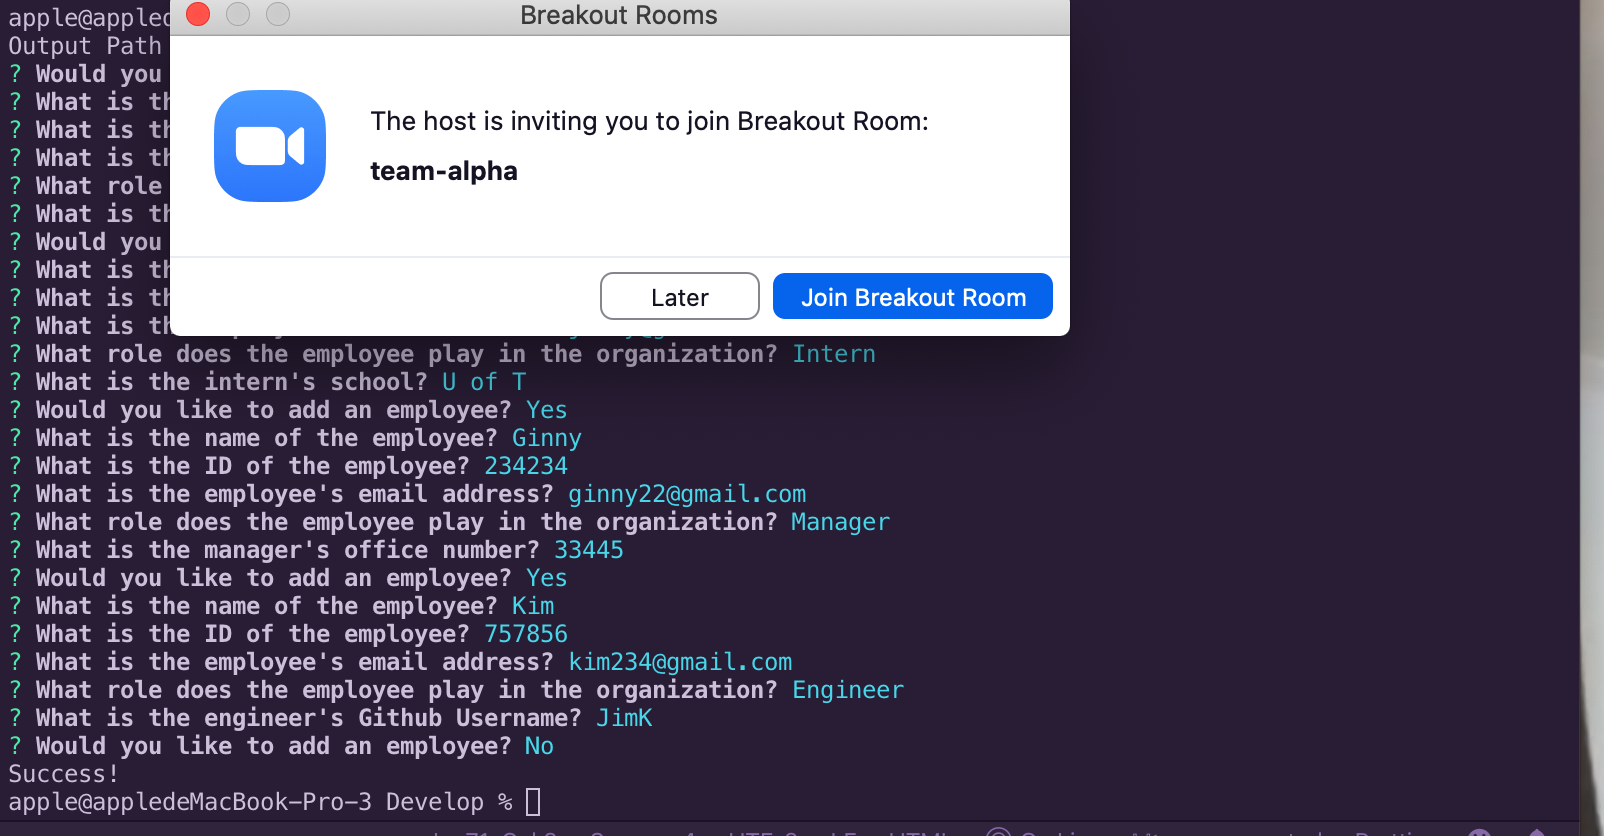 apple@apple
Breakout Rooms
Output Path
? Would you
? What is
? What is
? What is
? What role
? What is
? Would you
? What is
? What is
? What is
The host is inviting you to join Breakout Room:
team-alpha
Later
Join Breakout Room
? What role does the employee play in the organization? Intern
? What is the intern's school? U of T
? Would you like to add an employee? Yes
? What is the name of the employee? Ginny
? What is the ID of the employee? 234234
? What is the employee's email address? ginny22@gmail.com
? What role does the employee play in the organization? Manager
? What is the manager's office number? 33445
? Would you like to add an employee? Yes
? What is the name of the employee? Kim
? What is the ID of the employee? 757856
? What is the employee's email address? kim234@gmail.com
? What role does the employee play in the organization? Engineer
? What is the engineer's Github Username? JimK
? Would you like to add an employee? No
Success!
apple@appledeMacBook-Pro-3 Develop %